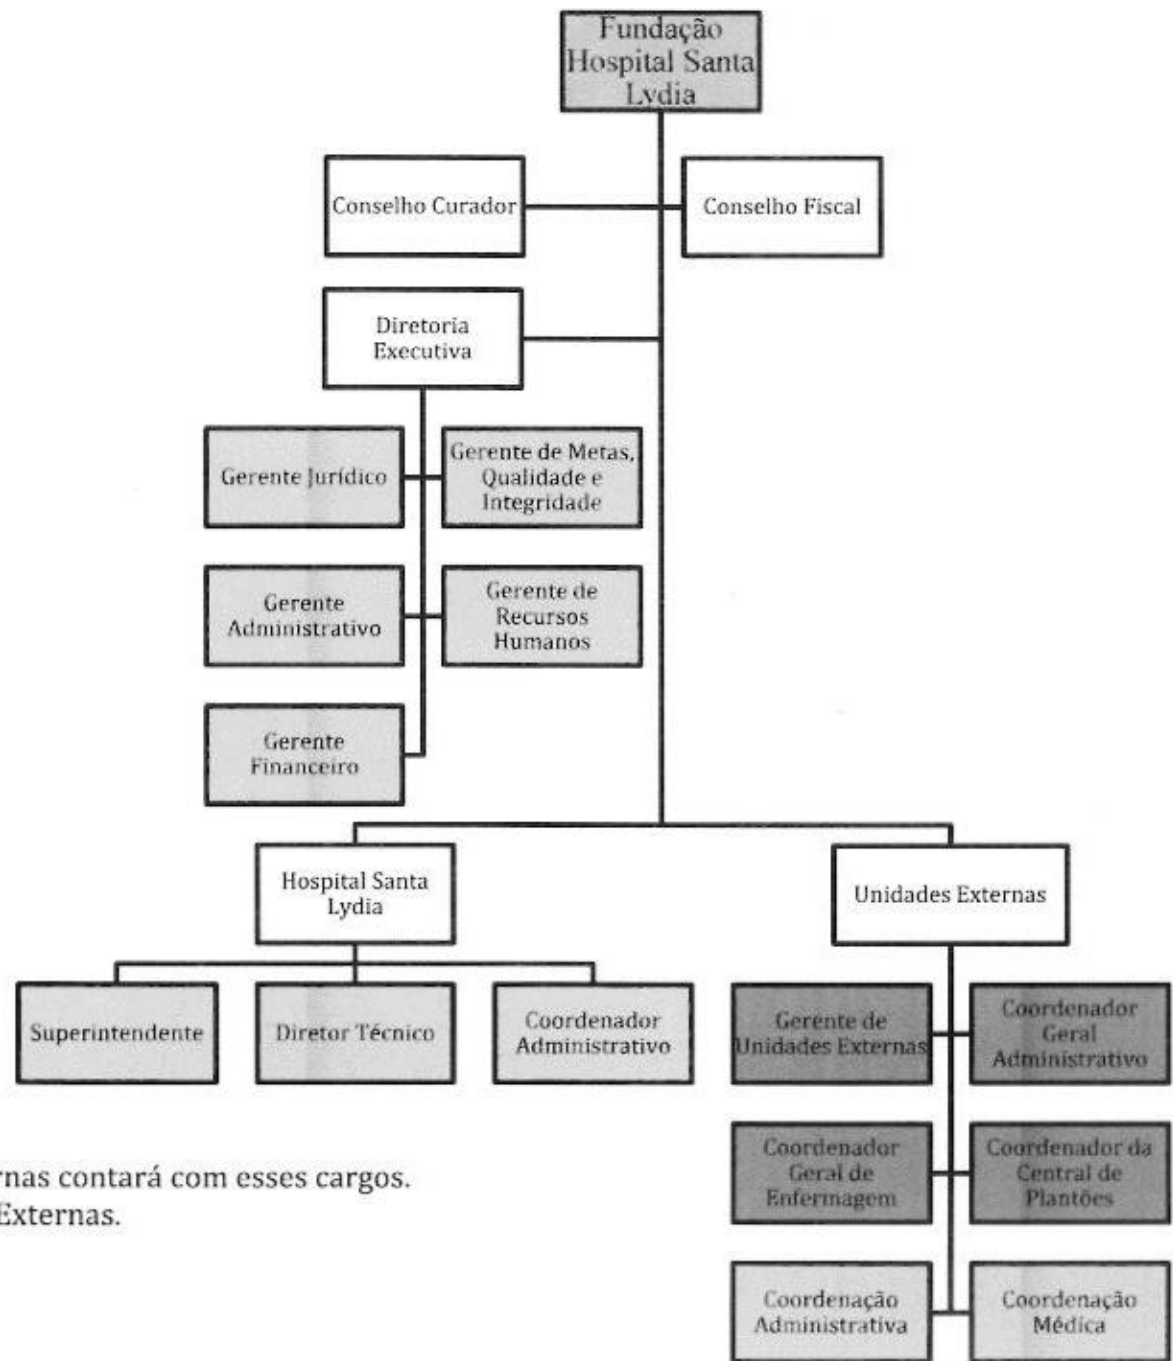 Fundação
Hospital Santa
Lydia
Conselho Curador
Conselho Fiscal
Diretoria
Executiva
Gerente Jurídico
Gerente de Metas,
Qualidade e
Integridade
Gerente
Administrativo
Gerente de
Recursos
Humanos
Gerente
Financeiro
Hospital Santa
Lydia
Unidades Externas
Superintendente
Diretor Técnico
Coordenador
Administrativo
Gerente de
Unidades Externas
Coordenador
Geral
Administrativo
Coordenador
Geral de
Enfermagem
Coordenador da
Central de
Plantões
Coordenação
Administrativa
Coordenação
Médica
rnas contará com esses cargos.
Externas.